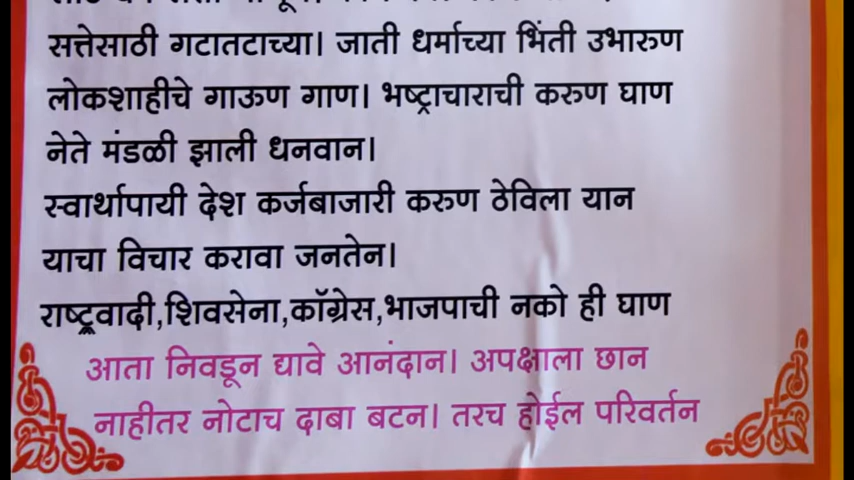 सत्तेसाठी गटातटाच्या। जाती धर्माच्या भिंती उभारुण
लोकशाहीचे गाऊण गाण। भष्ट्राचाराची करुण घाण
नेते मंडळी झाली धनवान।
स्वार्थापायी देश कर्जबाजारी करुण ठेविला यान
याचा विचार करावा जनतेन।
राष्ट्रवादी,शिवसेना,कॉग्रेस,भाजपाची नको ही घाण
आता निवडून द्यावे आनंदान। अपक्षाला छान
नाहीतर नोटाच दाबा बटन। तरच होईल परिवर्तन